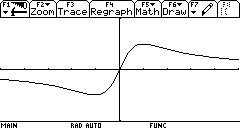 F1 F2 Zoom F3 Trace F4 Regraph F5 Math F6 Draw F7
MAIN RAD AUTO FUNC